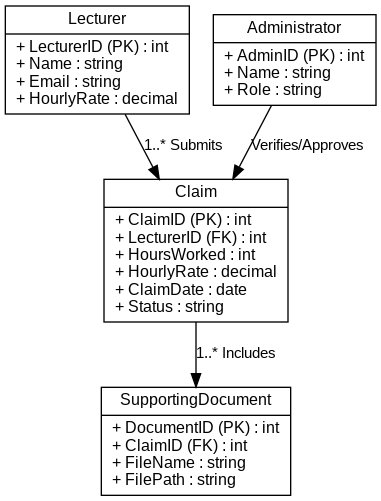 Lecturer
+ LecturerID (PK) : int
+ Name : string
+ Email : string
+ HourlyRate : decimal
Administrator
+ AdminID (PK) : int
+ Name : string
+ Role : string
1..* Submits
Verifies/Approves
Claim
+ ClaimID (PK) : int
+ LecturerID (FK) : int
+ HoursWorked : int
+ HourlyRate : decimal
+ ClaimDate : date
+ Status : string
1..* Includes
SupportingDocument
+ DocumentID (PK) : int
+ ClaimID (FK) : int
+ FileName : string
+ FilePath : string